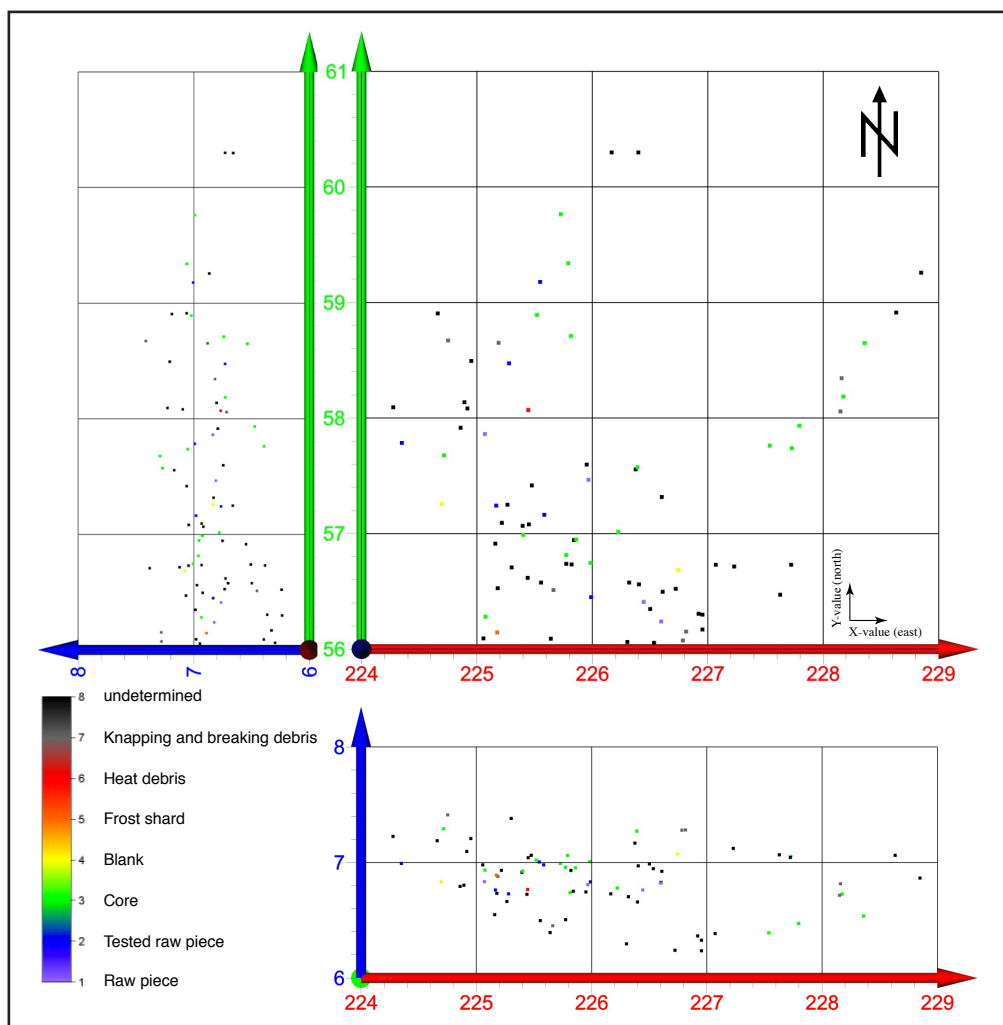 61
60
59
58
57
56
N
Y-value (north)
X-value (east)
8 7 6
224 225 226 227 228 229
8 undetermined
7 Knapping and breaking debris
6 Heat debris
5 Frost shard
4 Blank
3 Core
2 Tested raw piece
1 Raw piece
8
7
6
224 225 226 227 228 229